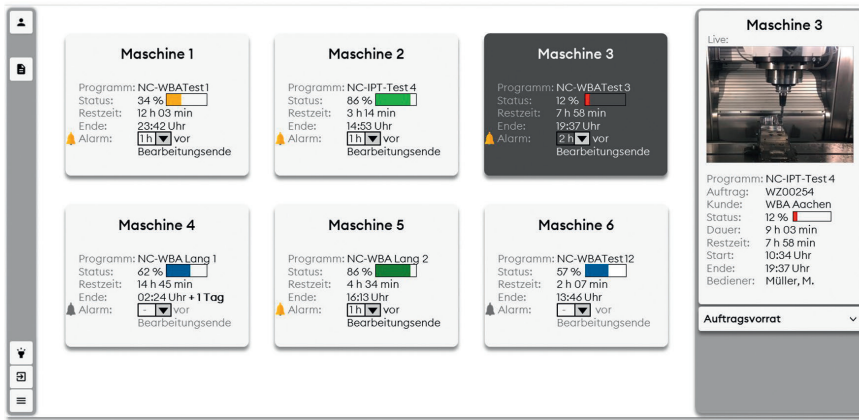 Maschine 1
Programm: NC-WBATest1
Status: 34 %
Restzeit: 12 h 03 min
Ende: 23:42 Uhr
Alarm: 1 h vor
Bearbeitungsende
Maschine 2
Programm: NC-IPT-Test 4
Status: 86 %
Restzeit: 3 h 14 min
Ende: 14:53 Uhr
Alarm: 1 h vor
Bearbeitungsende
Maschine 3
Programm: NC-WBATest3
Status: 12 %
Restzeit: 7 h 58 min
Ende: 19:37 Uhr
Alarm: 2 h vor
Bearbeitungsende
Maschine 4
Programm: NC-WBA Lang 1
Status: 62 %
Restzeit: 14 h 45 min
Ende: 02:24 Uhr + 1 Tag
Alarm: - vor
Bearbeitungsende
Maschine 5
Programm: NC-WBA Lang 2
Status: 86 %
Restzeit: 4 h 34 min
Ende: 16:13 Uhr
Alarm: 1 h vor
Bearbeitungsende
Maschine 6
Programm: NC-WBATest12
Status: 57 %
Restzeit: 2 h 07 min
Ende: 13:46 Uhr
Alarm: - vor
Bearbeitungsende
Maschine 3
Live:
Programm: NC-IPT-Test 4
Auftrag: WZ00254
Kunde: WBA Aachen
Status: 12 %
Dauer: 9 h 03 min
Restzeit: 7 h 58 min
Start: 10:34 Uhr
Ende: 19:37 Uhr
Bediener: Müller, M.
Auftragsvorrat